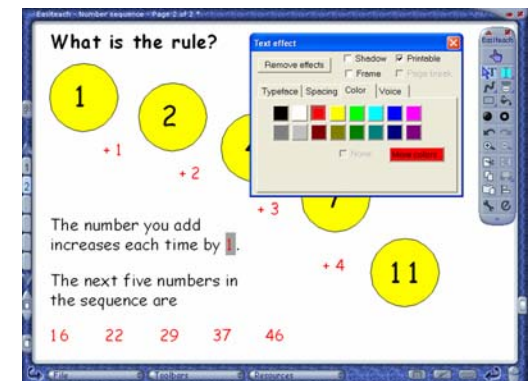 Easiteach - Number sequence - Page 2 of 2 *
What is the rule?
Text effect
Easiteach
Remove effects
Shadow
Printable
Frame
Page break
Typeface
Spacing
Color
Voice
None
More colors
1
2
7
11
+ 1
+ 2
+ 3
+ 4
The number you add
increases each time by 1.
The next five numbers in
the sequence are
16 22 29 37 46
1
2
File
Toolbars
Resources